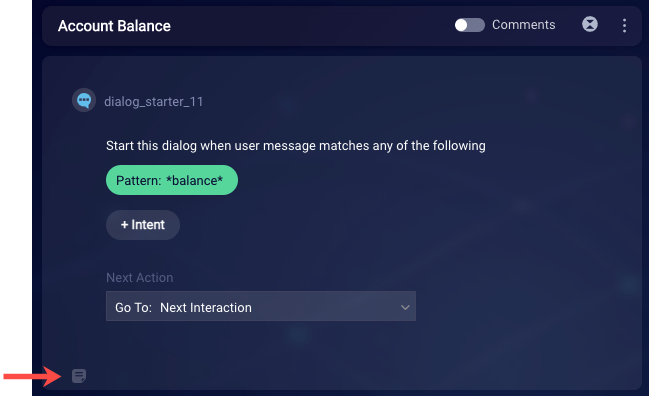 Account Balance
Comments
dialog_starter_11
Start this dialog when user message matches any of the following
Pattern: *balance*
+ Intent
Next Action
Go To: Next Interaction